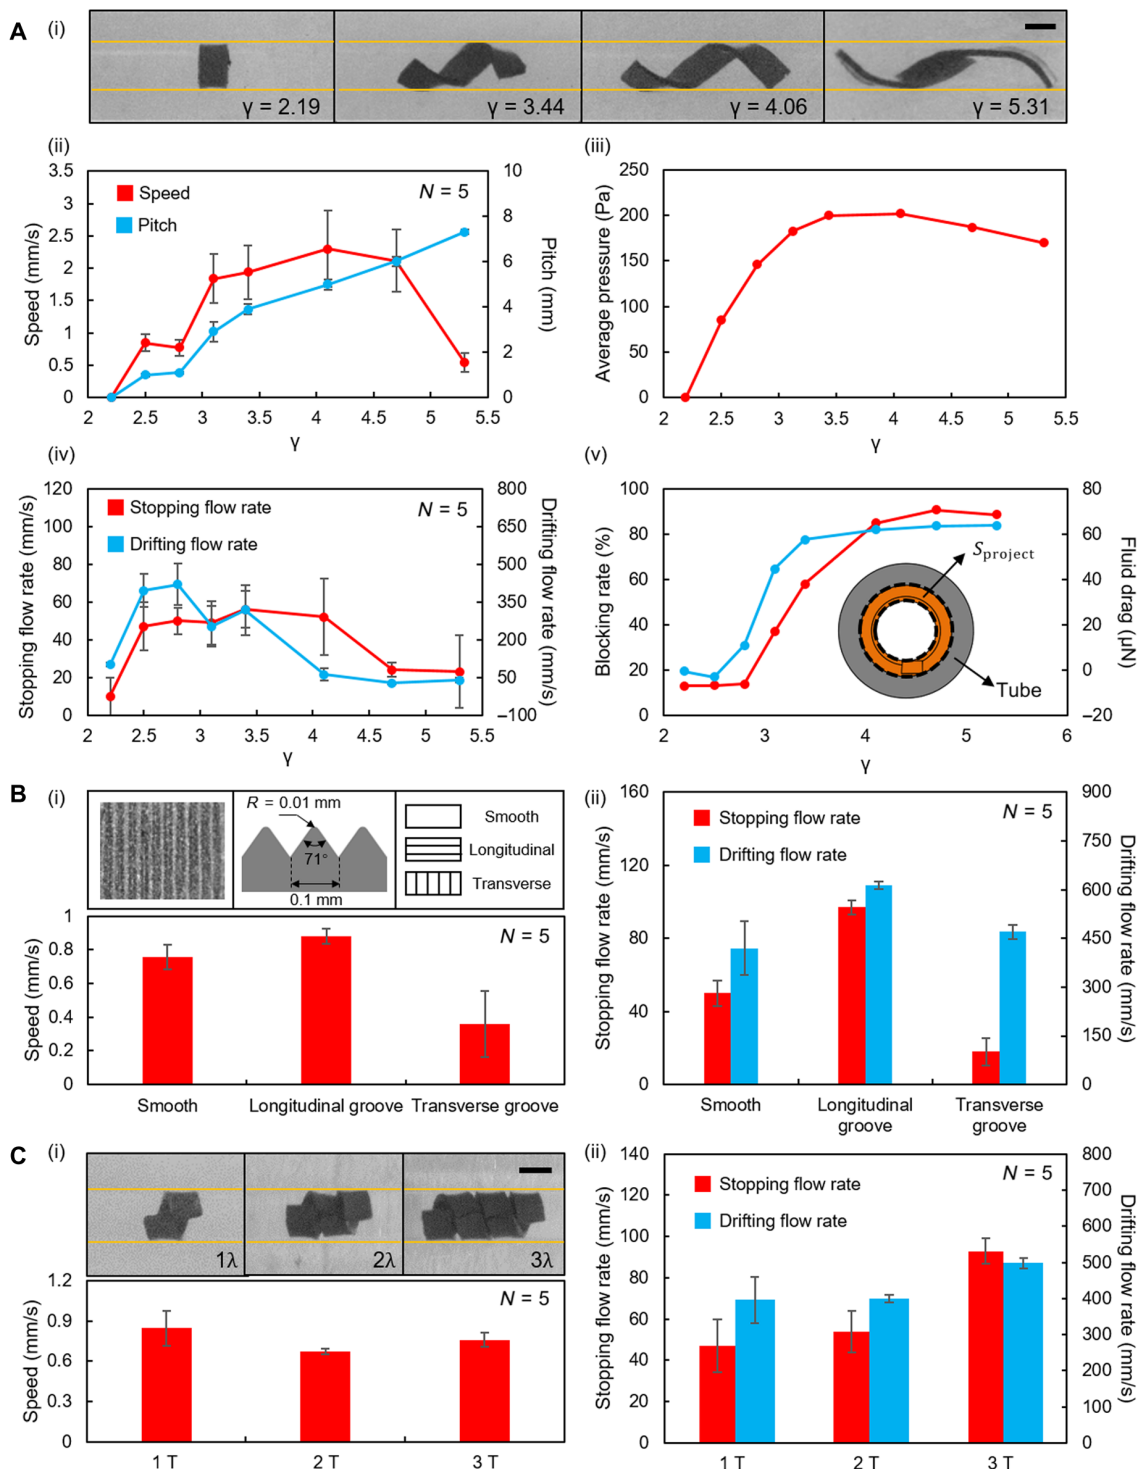 A
(i)
γ = 2.19
γ = 3.44
γ = 4.06
γ = 5.31
(ii)
3.5
3
2.5
2
1.5
1
0.5
0
Speed (mm/s)
Speed
Pitch
N = 5
10
8
6
4
2
0
Pitch (mm)
2 2.5 3 3.5 4 4.5 5 5.5
γ
(iii)
250
200
150
100
50
0
Average pressure (Pa)
2 2.5 3 3.5 4 4.5 5 5.5
γ
(iv)
120
100
80
60
40
20
0
Stopping flow rate (mm/s)
Stopping flow rate
Drifting flow rate
N = 5
800
650
500
350
200
50
–100
Drifting flow rate (mm/s)
2 2.5 3 3.5 4 4.5 5 5.5
γ
(v)
100
80
60
40
20
0
Blocking rate (%)
Sproject
Tube
80
60
40
20
0
–20
Fluid drag (μN)
2 3 4 5 6
γ
B
(i)
R = 0.01 mm
71°
0.1 mm
Smooth
Longitudinal
Transverse
1
0.8
0.6
0.4
0.2
0
Speed (mm/s)
N = 5
Smooth Longitudinal groove Transverse groove
(ii)
160
120
80
40
0
Stopping flow rate (mm/s)
Stopping flow rate
Drifting flow rate
N = 5
900
750
600
450
300
150
0
Drifting flow rate (mm/s)
Smooth Longitudinal groove Transverse groove
C
(i)
1λ
2λ
3λ
1.2
0.9
0.6
0.3
0
Speed (mm/s)
N = 5
1 T 2 T 3 T
(ii)
140
120
100
80
60
40
20
0
Stopping flow rate (mm/s)
Stopping flow rate
Drifting flow rate
N = 5
800
700
600
500
400
300
200
100
0
Drifting flow rate (mm/s)
1 T 2 T 3 T